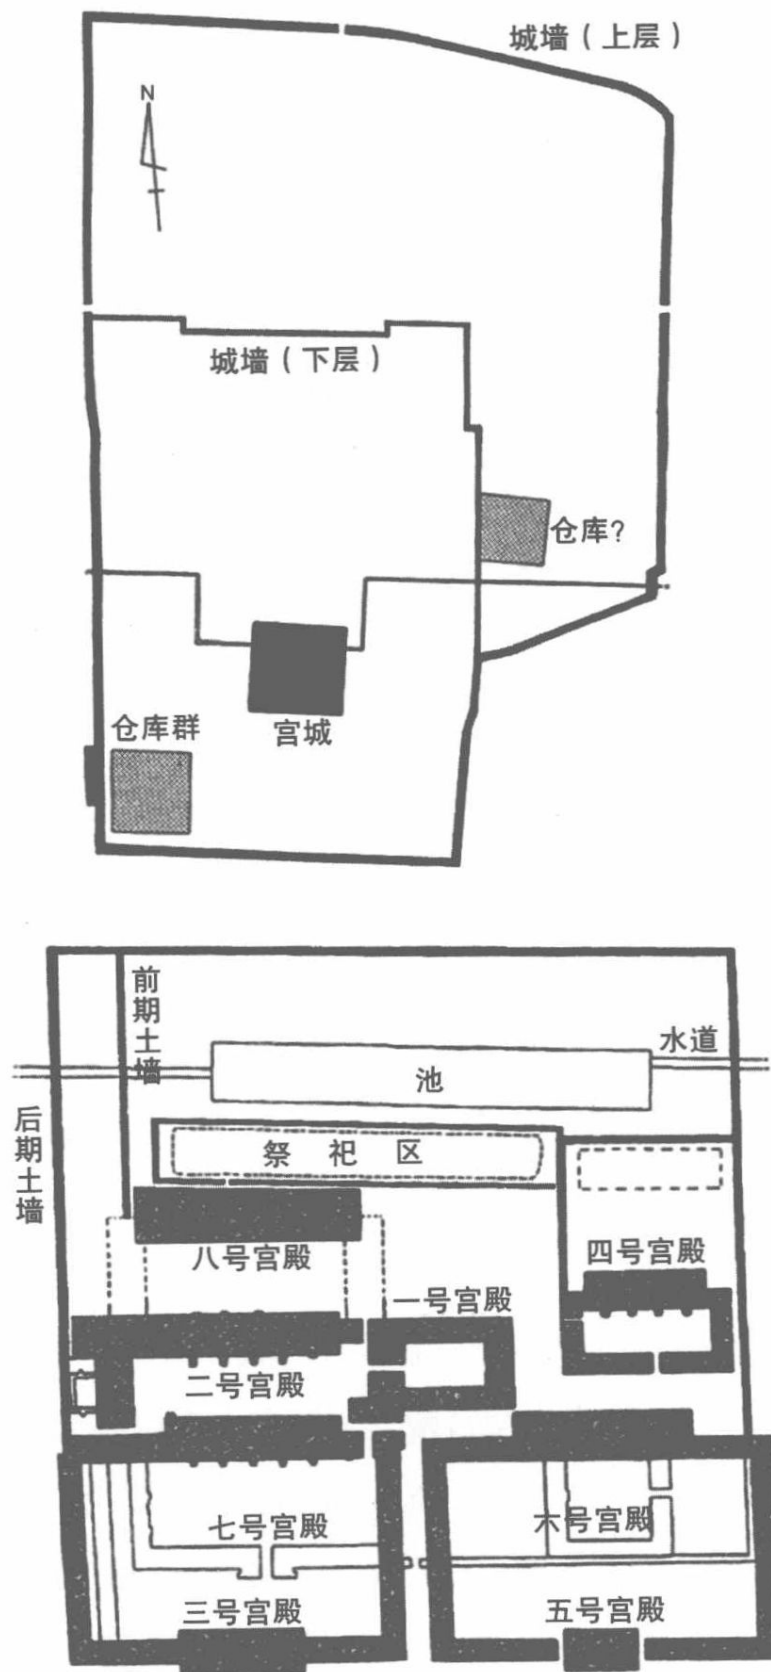 城墙（上层）
N
城墙（下层）
仓库？
仓库群
宫城
前期土墙
水道
池
后期土墙
祭祀区
八号宫殿
四号宫殿
一号宫殿
二号宫殿
七号宫殿
六号宫殿
三号宫殿
五号宫殿